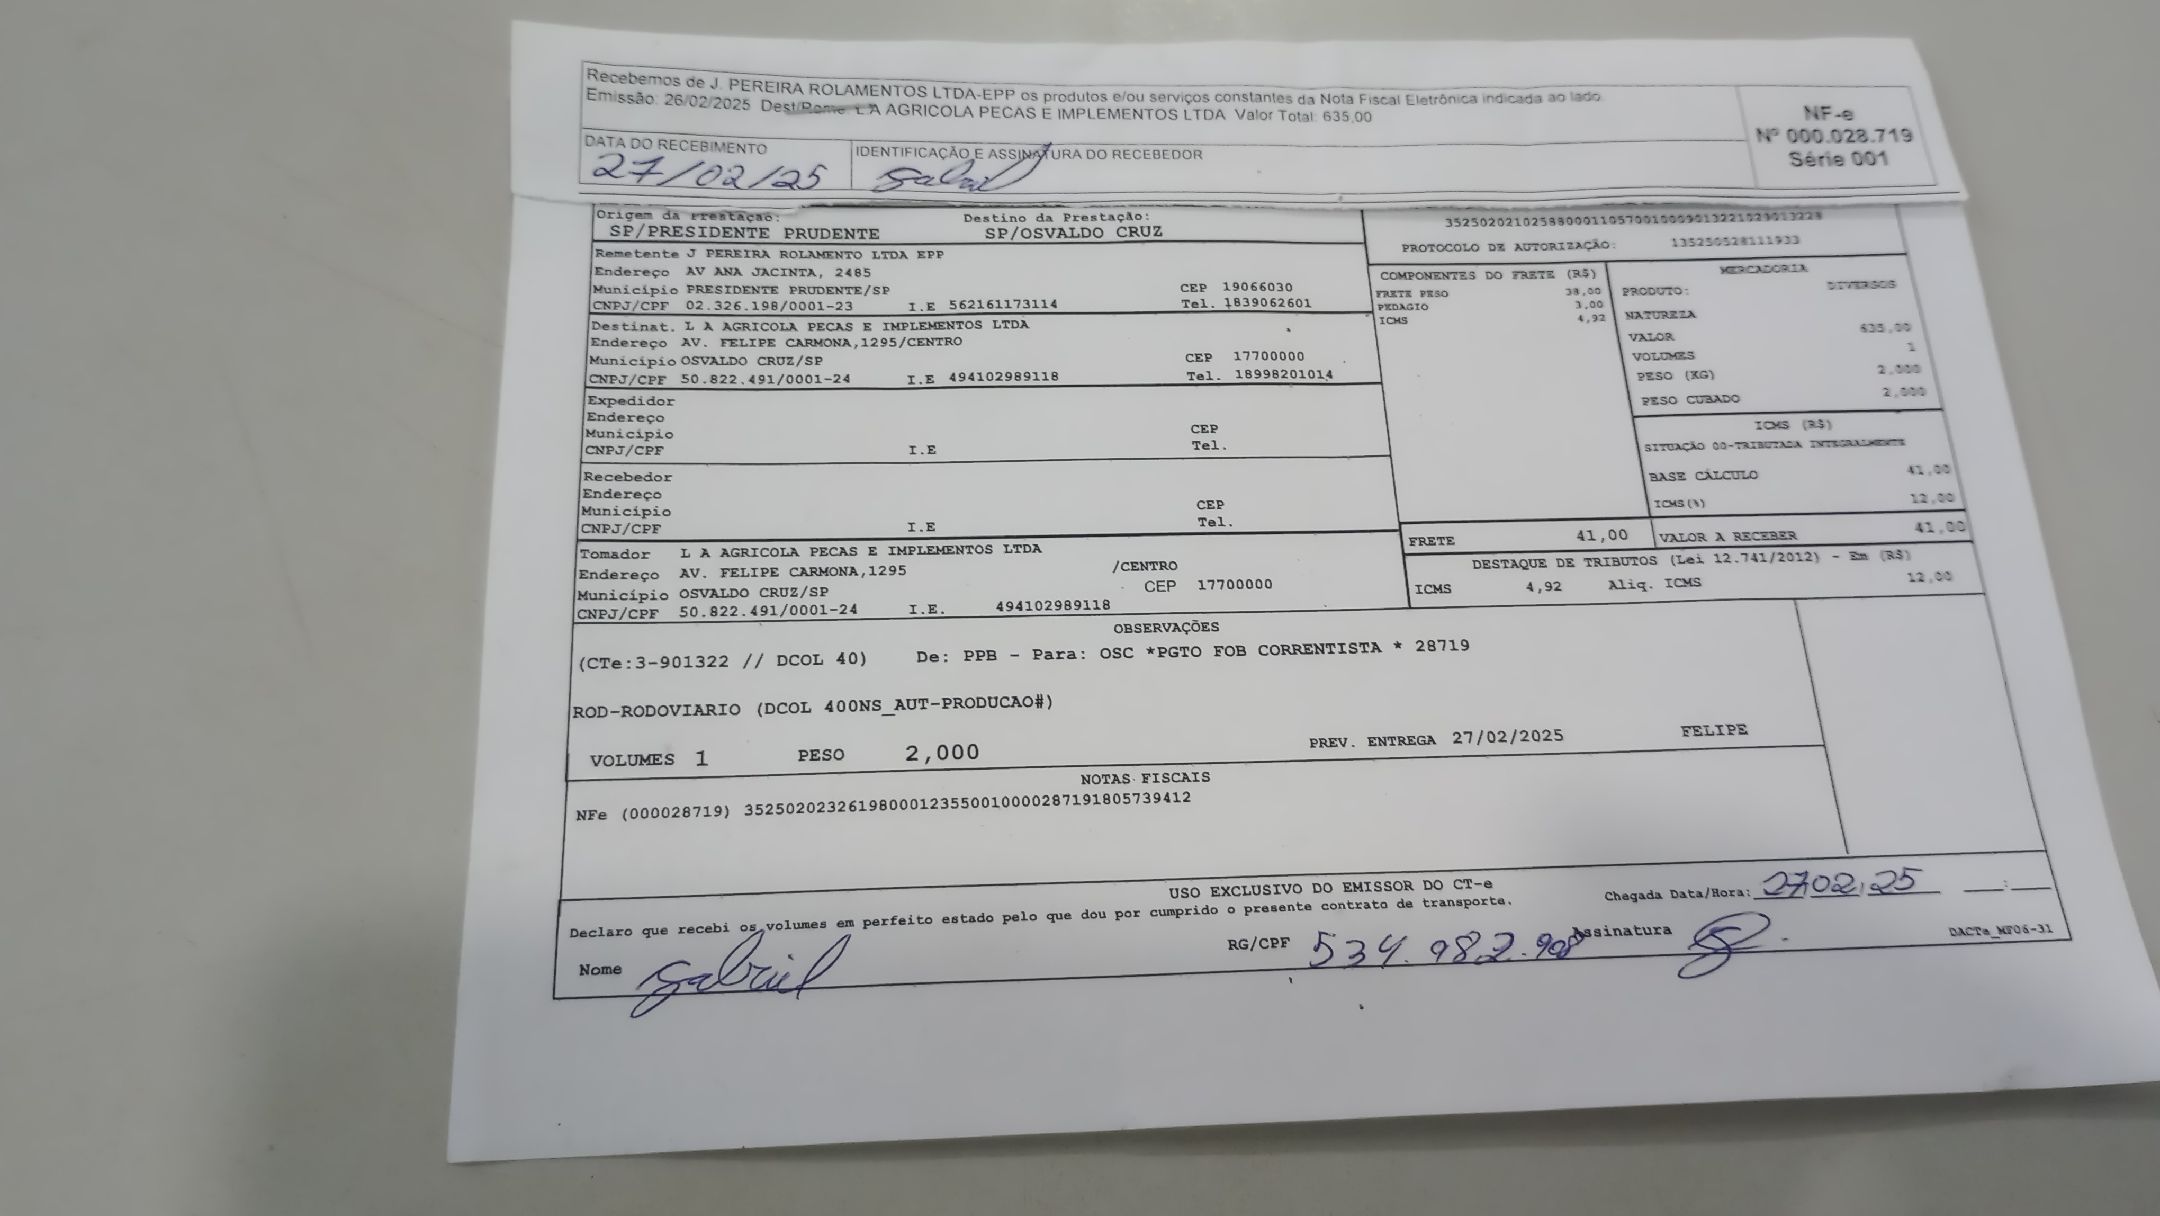 Recebemos de J. PEREIRA ROLAMENTOS LTDA-EPP os produtos e/ou serviços constantes da Nota Fiscal Eletrônica indicada ao lado.
Emissão: 26/02/2025 Dest/Reme: L A AGRICOLA PECAS E IMPLEMENTOS LTDA Valor Total: 635,00
NF-e
Nº 000.028.719
Série 001
DATA DO RECEBIMENTO
27/02/25
IDENTIFICAÇÃO E ASSINATURA DO RECEBEDOR
Gabriel
Origem da Prestação: Destino da Prestação:
SP/PRESIDENTE PRUDENTE SP/OSVALDO CRUZ
Remetente J PEREIRA ROLAMENTO LTDA EPP
Endereço AV ANA JACINTA, 2485
Município PRESIDENTE PRUDENTE/SP CEP 19066030
CNPJ/CPF 02.326.198/0001-23 I.E 562161173114 Tel. 1839062601
Destinat. L A AGRICOLA PECAS E IMPLEMENTOS LTDA
Endereço AV. FELIPE CARMONA,1295/CENTRO
Município OSVALDO CRUZ/SP CEP 17700000
CNPJ/CPF 50.822.491/0001-24 I.E 494102989118 Tel. 18998201014
Expedidor
Endereço
Município CEP
CNPJ/CPF I.E Tel.
Recebedor
Endereço
Município CEP
CNPJ/CPF I.E Tel.
Tomador L A AGRICOLA PECAS E IMPLEMENTOS LTDA
Endereço AV. FELIPE CARMONA,1295 /CENTRO
Município OSVALDO CRUZ/SP CEP 17700000
CNPJ/CPF 50.822.491/0001-24 I.E. 494102989118
PROTOCOLO DE AUTORIZAÇÃO: 135250528111933
COMPONENTES DO FRETE (R$)
FRETE PESO 38,00
PEDAGIO 3,00
ICMS 4,92
MERCADORIA
PRODUTO: DIVERSOS
NATUREZA
VALOR 635,00
VOLUMES 1
PESO (KG) 2,000
PESO CUBADO 2,000
ICMS (R$)
SITUAÇÃO 00-TRIBUTADA INTEGRALMENTE
BASE CÁLCULO 41,00
ICMS(%) 12,00
FRETE 41,00 VALOR A RECEBER 41,00
DESTAQUE DE TRIBUTOS (Lei 12.741/2012) - Em (R$)
ICMS 4,92 Aliq. ICMS 12,00
OBSERVAÇÕES
(CTe:3-901322 // DCOL 40) De: PPB - Para: OSC *PGTO FOB CORRENTISTA * 28719
ROD-RODOVIARIO (DCOL 400NS_AUT-PRODUCAO#)
VOLUMES 1 PESO 2,000 PREV. ENTREGA 27/02/2025 FELIPE
NOTAS FISCAIS
NFe (000028719) 35250202326198000123550010000287191805739412
USO EXCLUSIVO DO EMISSOR DO CT-e
Declaro que recebi os volumes em perfeito estado pelo que dou por cumprido o presente contrato de transporte.
Chegada Data/Hora: 27 02 25 __:__
Nome Gabriel RG/CPF 534.982.908 Assinatura
DACTe_MF06-31